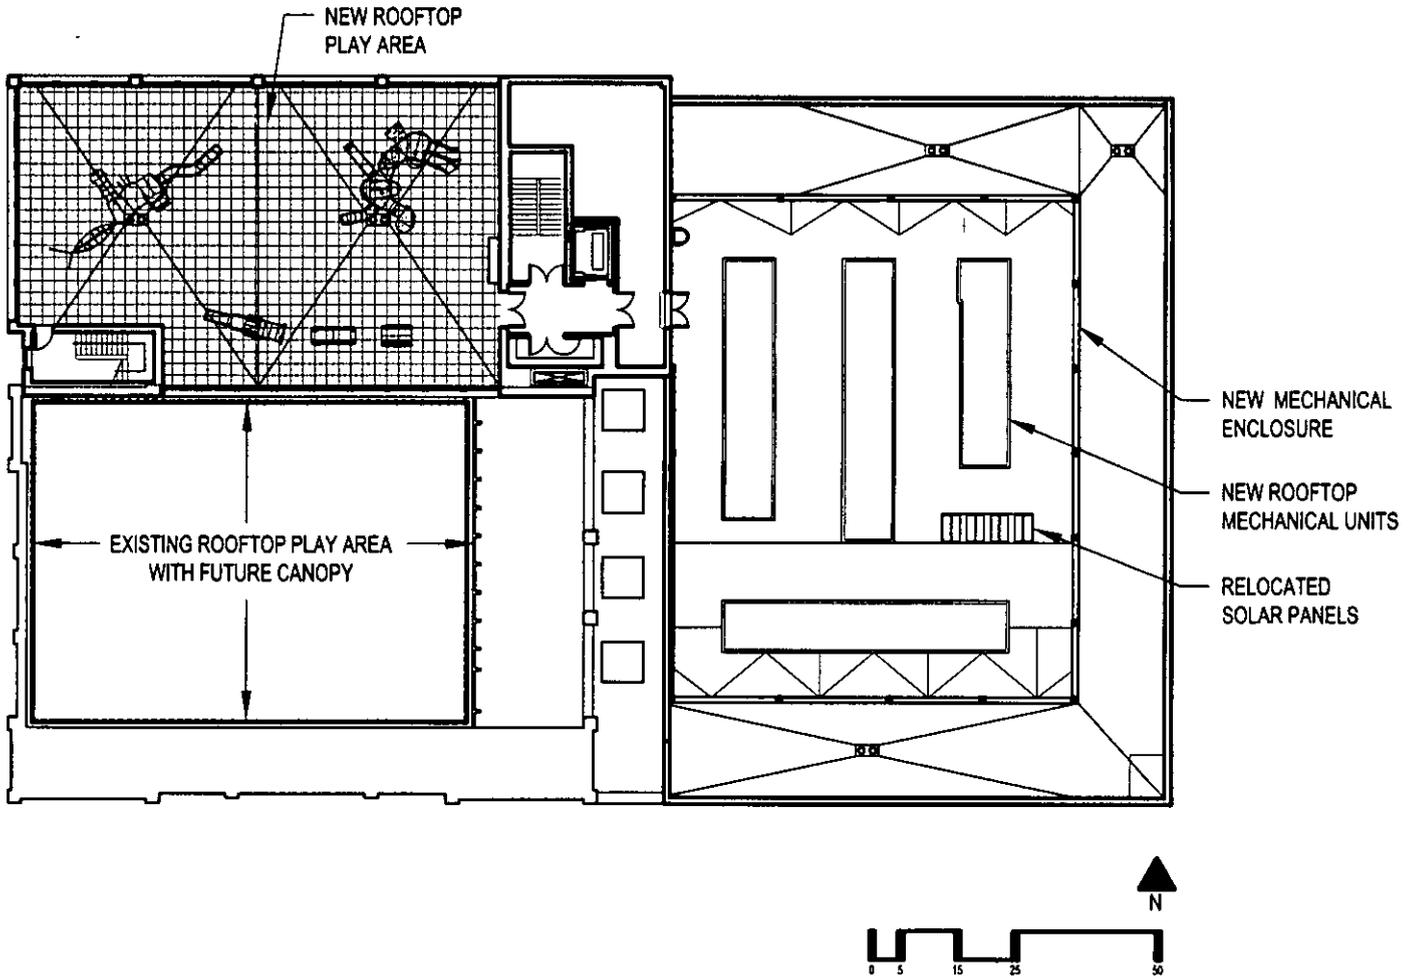 NEW ROOFTOP
PLAY AREA
NEW MECHANICAL
ENCLOSURE
NEW ROOFTOP
MECHANICAL UNITS
EXISTING ROOFTOP PLAY AREA
WITH FUTURE CANOPY
RELOCATED
SOLAR PANELS
N
0 5 15 25 50